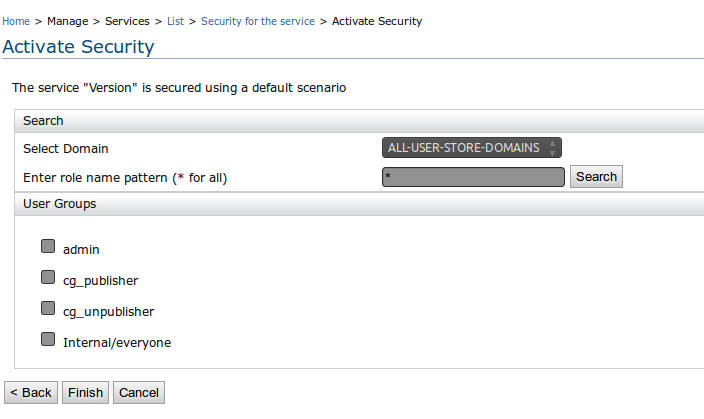 Home > Manage > Services > List > Security for the service > Activate Security
Activate Security
The service "Version" is secured using a default scenario
Search
Select Domain ALL-USER-STORE-DOMAINS
Enter role name pattern (* for all) * Search
User Groups
admin
cg_publisher
cg_unpublisher
Internal/everyone
< Back Finish Cancel